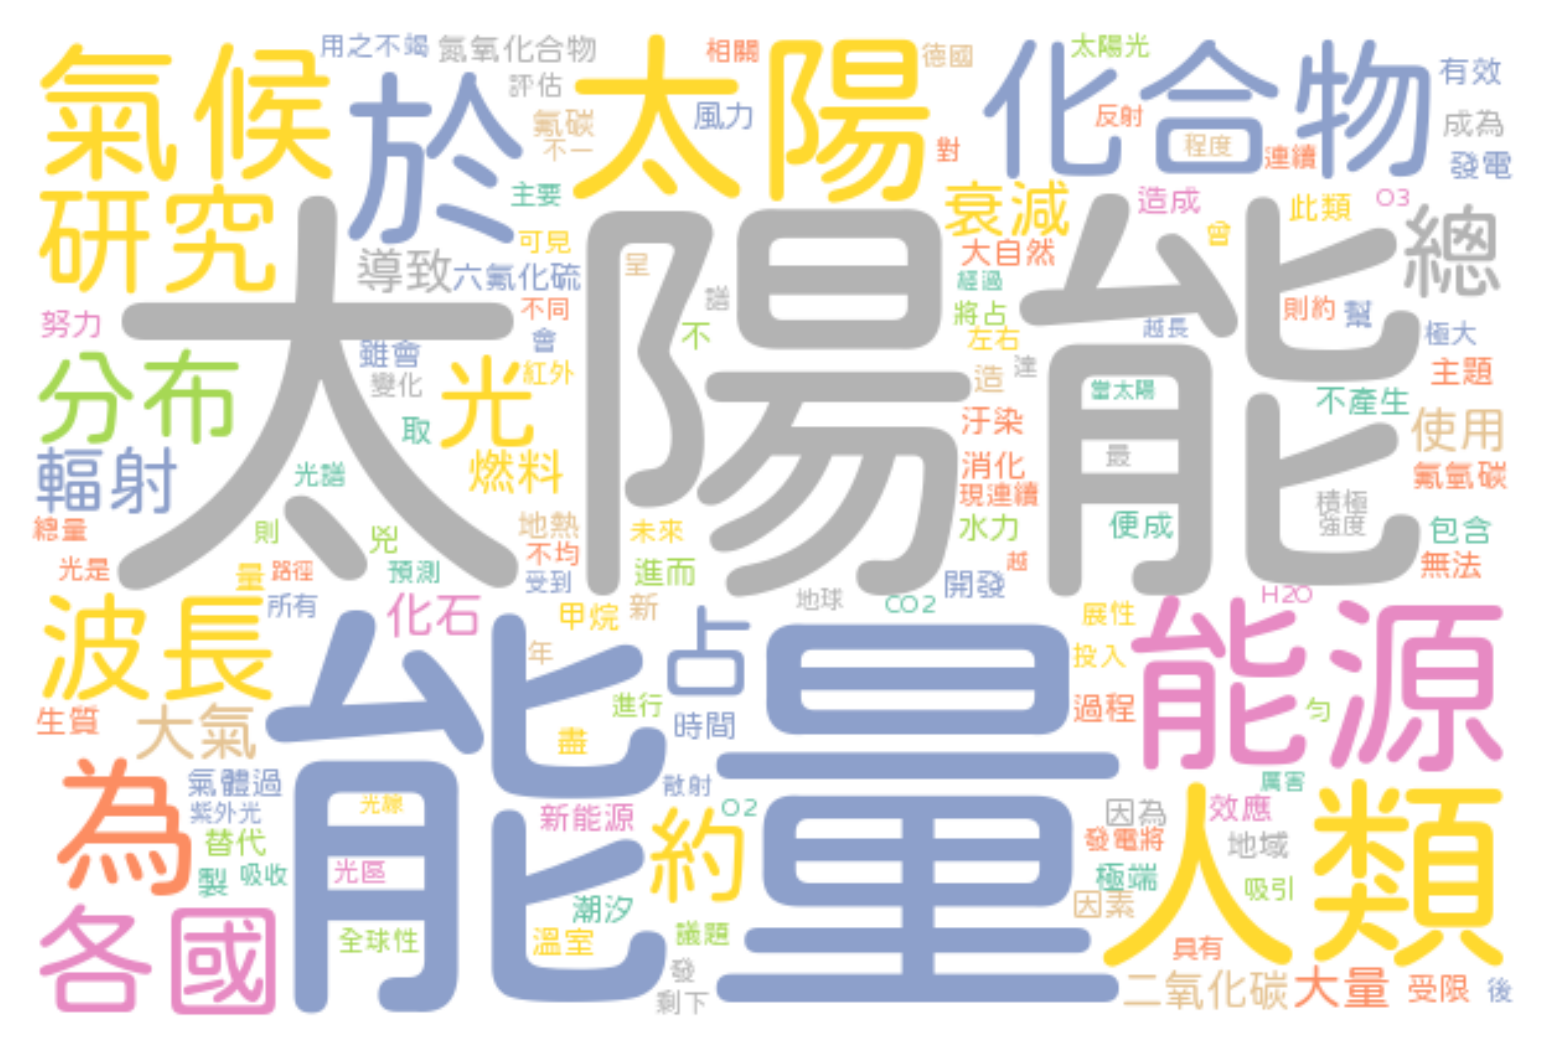 用之不竭
氮氧化合物
相關
德國
太陽光
氣候
於
太陽
化合物
有效
評估
風力
氟碳
不一
反射
對
程度
連續
成為
發電
研究
主要
衰減
造成
此類
O3
太陽能
總
可見
曾
大自然
導致
六氟化硫
呈
經過
譜
努力
不同
將占
則約
幫
不
越長
極大
雖會
會
左右
分布
變化
光
紅外
造
達
主題
當太陽
不產生
取
汙染
使用
輻射
燃料
最
光譜
消化
氟氫碳
現連續
積極
強度
總量
則
兇
地熱
未來
水力
便成
包含
不均
光是
量
路徑
預測
受到
進而
開發
越
無法
波長
所有
化石
甲烷
新
地球
CO2
展性
H2O
能源
能量
占
年
投入
生質
大氣
進行
時間
過程
勻
盡
為
氣體過
散射
厲害
紫外光
光線
新能源
約
O2
因為
效應
人類
替代
發電將
地域
製
吸收
光區
極端
吸引
各國
潮汐
因素
全球性
溫室
議題
具有
發
剩下
二氧化碳
大量
受限
後